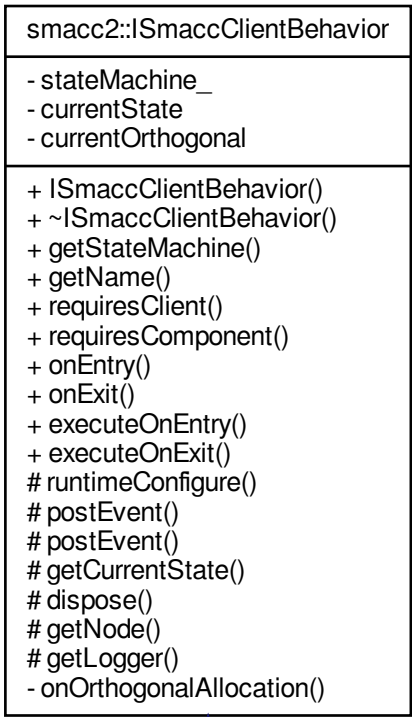 smacc2::ISmaccClientBehavior
- stateMachine_
- currentState
- currentOrthogonal
+ ISmaccClientBehavior()
+ ~ISmaccClientBehavior()
+ getStateMachine()
+ getName()
+ requiresClient()
+ requiresComponent()
+ onEntry()
+ onExit()
+ executeOnEntry()
+ executeOnExit()
# runtimeConfigure()
# postEvent()
# postEvent()
# getCurrentState()
# dispose()
# getNode()
# getLogger()
- onOrthogonalAllocation()